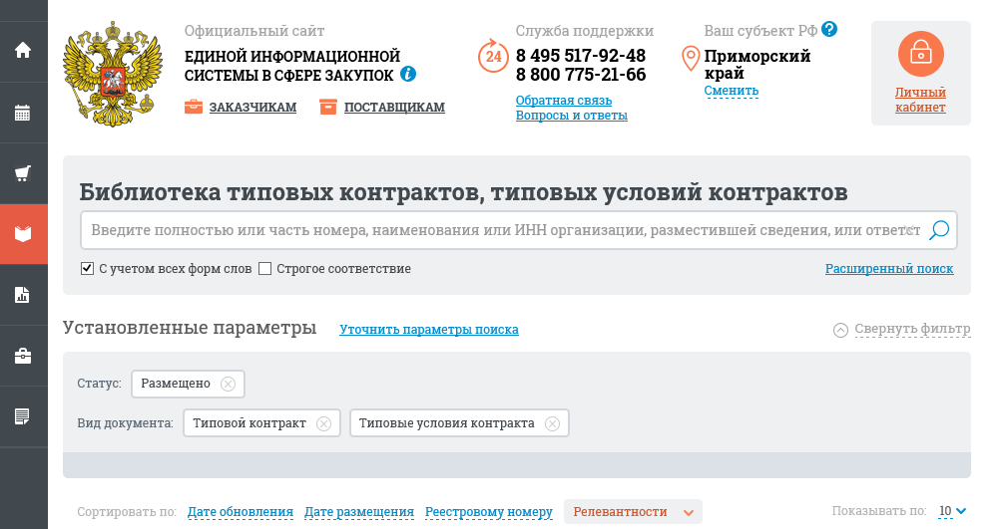 Официальный сайт
ЕДИНОЙ ИНФОРМАЦИОННОЙ
СИСТЕМЫ В СФЕРЕ ЗАКУПОК
ЗАКАЗЧИКАМ ПОСТАВЩИКАМ
24
Служба поддержки
8 495 517-92-48
8 800 775-21-66
Обратная связь
Вопросы и ответы
Ваш субъект РФ ?
Приморский
край
Сменить
Личный
кабинет
Библиотека типовых контрактов, типовых условий контрактов
Введите полностью или часть номера, наименования или ИНН организации, разместившей сведения, или
С учетом всех форм слов Строгое соответствие Расширенный поиск
Установленные параметры Уточнить параметры поиска Свернуть фильтр
Статус: Размещено
Вид документа: Типовой контракт Типовые условия контракта
Сортировать по: Дате обновления Дате размещения Реестровому номеру Релевантности Показывать по: 10